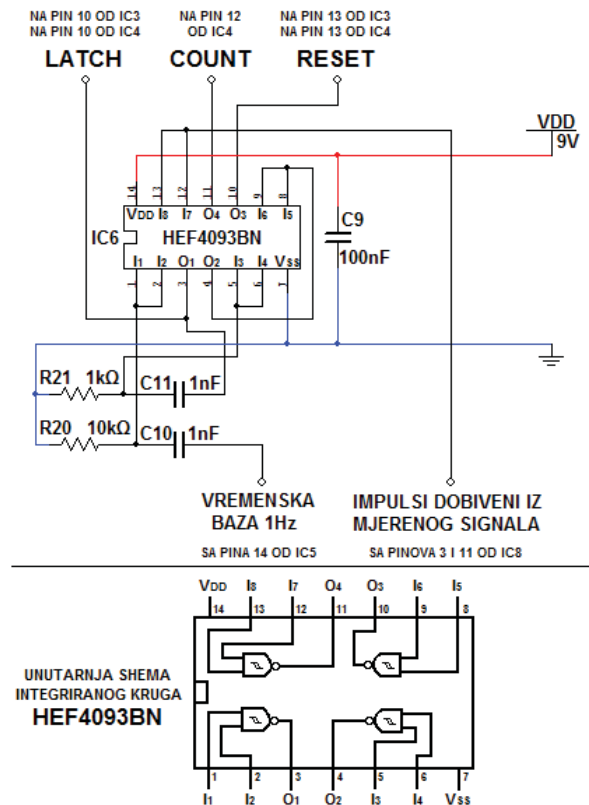 NA PIN 10 OD IC3
NA PIN 10 OD IC4
LATCH
NA PIN 12
OD IC4
COUNT
NA PIN 13 OD IC3
NA PIN 13 OD IC4
RESET
VDD
9V
14 13 12 11 10 9 8
VDD I8 I7 O4 O3 I6 I5
IC6
HEF4093BN
I1 I2 O1 O2 I3 I4 VSS
1 2 3 4 5 6 7
C9
100nF
R21 1kΩ
C11 1nF
R20 10kΩ
C10 1nF
VREMENSKA
BAZA 1Hz
SA PINA 14 OD IC5
IMPULSI DOBIVENI IZ
MJERENOG SIGNALA
SA PINOVA 3 I 11 OD IC8
VDD I8 I7 O4 O3 I6 I5
14 13 12 11 10 9 8
UNUTARNJA SHEMA
INTEGRIRANOG KRUGA
HEF4093BN
1 2 3 4 5 6 7
I1 I2 O1 O2 I3 I4 VSS